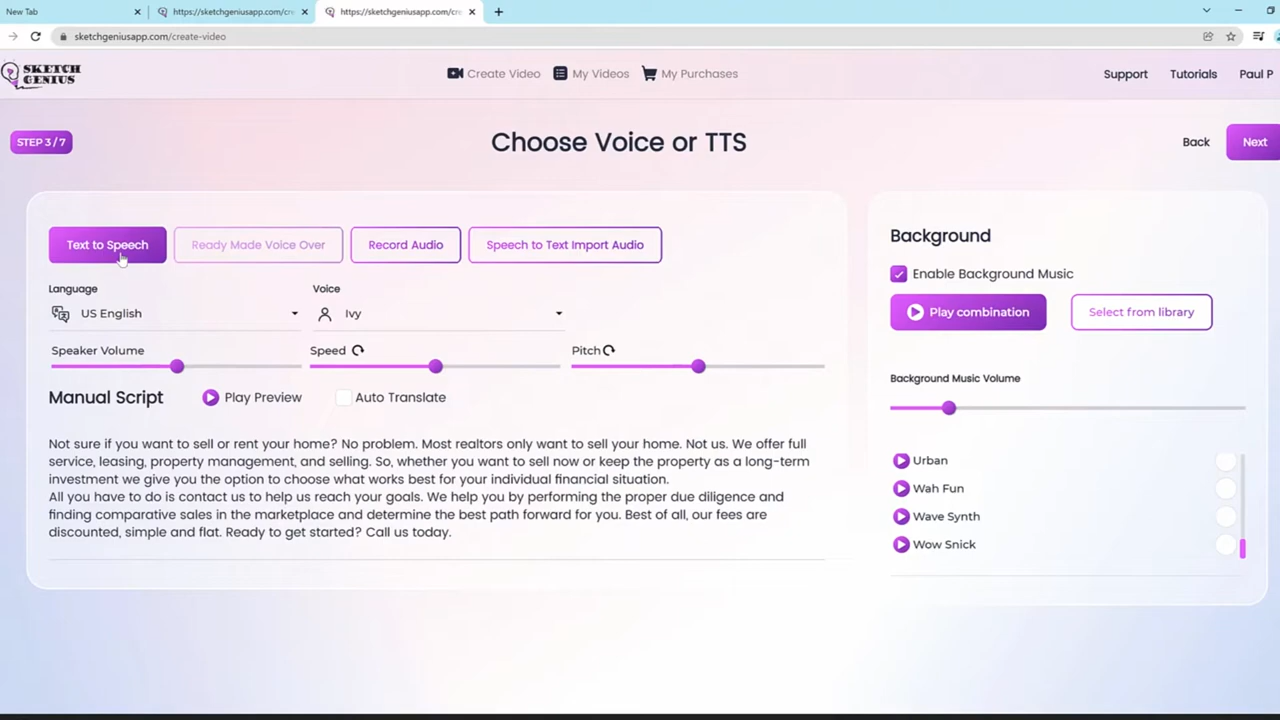 New Tab
https://sketchgeniusapp.com/cre
https://sketchgeniusapp.com/cre
sketchgeniusapp.com/create-video
SKETCH
GENIUS
Create Video
My Videos
My Purchases
Support
Tutorials
Paul P
STEP 3 / 7
Choose Voice or TTS
Back
Next
Text to Speech
Ready Made Voice Over
Record Audio
Speech to Text Import Audio
Language
Voice
US English
Ivy
Speaker Volume
Speed
Pitch
Manual Script
Play Preview
Auto Translate
Not sure if you want to sell or rent your home? No problem. Most realtors only want to sell your home. Not us. We offer full
service, leasing, property management, and selling. So, whether you want to sell now or keep the property as a long-term
investment we give you the option to choose what works best for your individual financial situation.
All you have to do is contact us to help us reach your goals. We help you by performing the proper due diligence and
finding comparative sales in the marketplace and determine the best path forward for you. Best of all, our fees are
discounted, simple and flat. Ready to get started? Call us today.
Background
Enable Background Music
Play combination
Select from library
Background Music Volume
Urban
Wah Fun
Wave Synth
Wow Snick